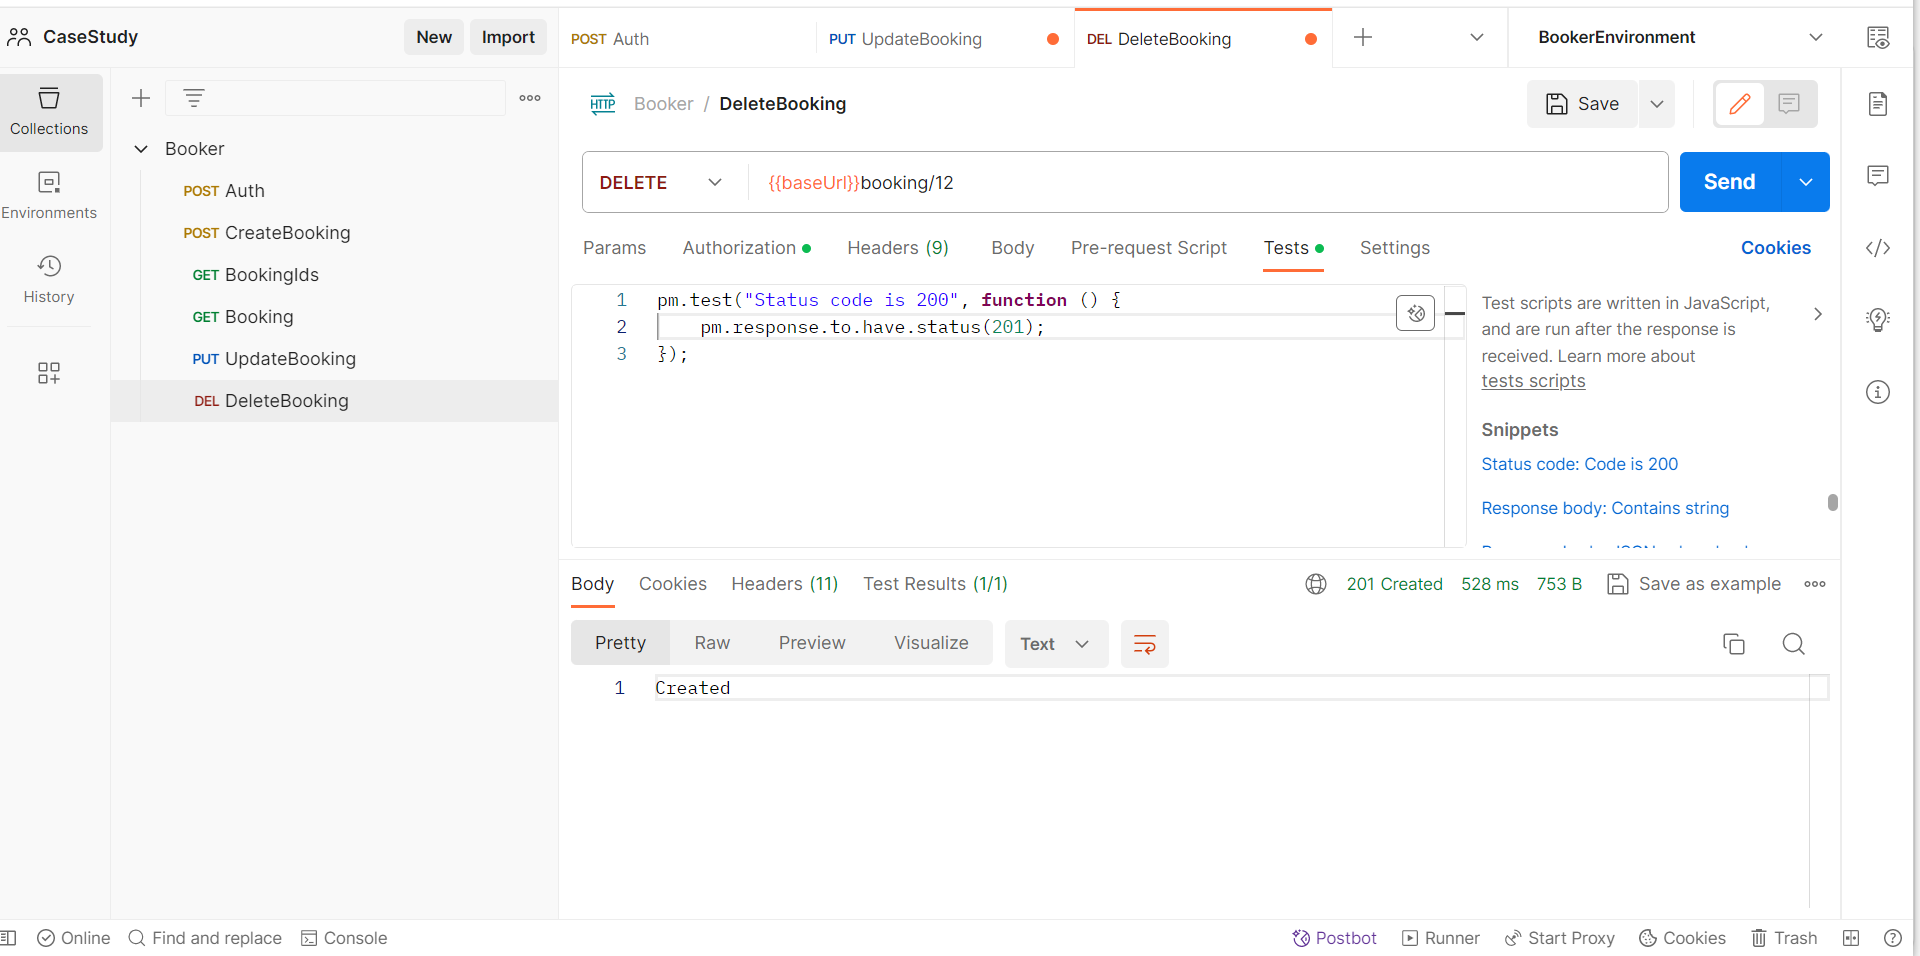 CaseStudy
New
Import
POST Auth
PUT UpdateBooking
DEL DeleteBooking
BookerEnvironment
Collections
Environments
History
Booker
POST Auth
POST CreateBooking
GET BookingIds
GET Booking
PUT UpdateBooking
DEL DeleteBooking
HTTP
Booker / DeleteBooking
Save
DELETE
{{baseUrl}}booking/12
Send
Params
Authorization
Headers (9)
Body
Pre-request Script
Tests
Settings
Cookies
1 pm.test("Status code is 200", function () {
2 pm.response.to.have.status(201);
3 });
Test scripts are written in JavaScript,
and are run after the response is
received. Learn more about
tests scripts
Snippets
Status code: Code is 200
Response body: Contains string
Body
Cookies
Headers (11)
Test Results (1/1)
201 Created
528 ms
753 B
Save as example
Pretty
Raw
Preview
Visualize
Text
1 Created
Online
Find and replace
Console
Postbot
Runner
Start Proxy
Cookies
Trash